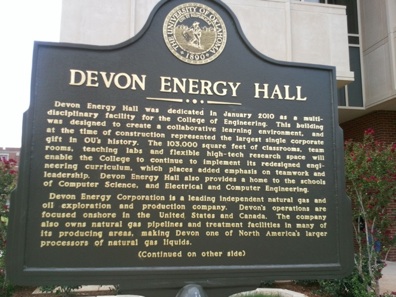 THE UNIVERSITY OF OKLAHOMA
1890
DEVON ENERGY HALL
Devon Energy Hall was dedicated in January 2010 as a multi-
disciplinary facility for the College of Engineering. This building
was designed to create a collaborative learning environment, and
at the time of construction represented the largest single corporate
gift in OU's history. The 103,000 square feet of classrooms, team
rooms, teaching labs and flexible high-tech research space will
enable the College to continue to implement its redesigned engi-
neering curriculum, which places added emphasis on teamwork and
leadership. Devon Energy Hall also provides a home to the schools
of Computer Science, and Electrical and Computer Engineering.
Devon Energy Corporation is a leading independent natural gas and
oil exploration and production company. Devon's operations are
focused onshore in the United States and Canada. The company
also owns natural gas pipelines and treatment facilities in many of
its producing areas, making Devon one of North America's larger
processors of natural gas liquids.
(Continued on other side)